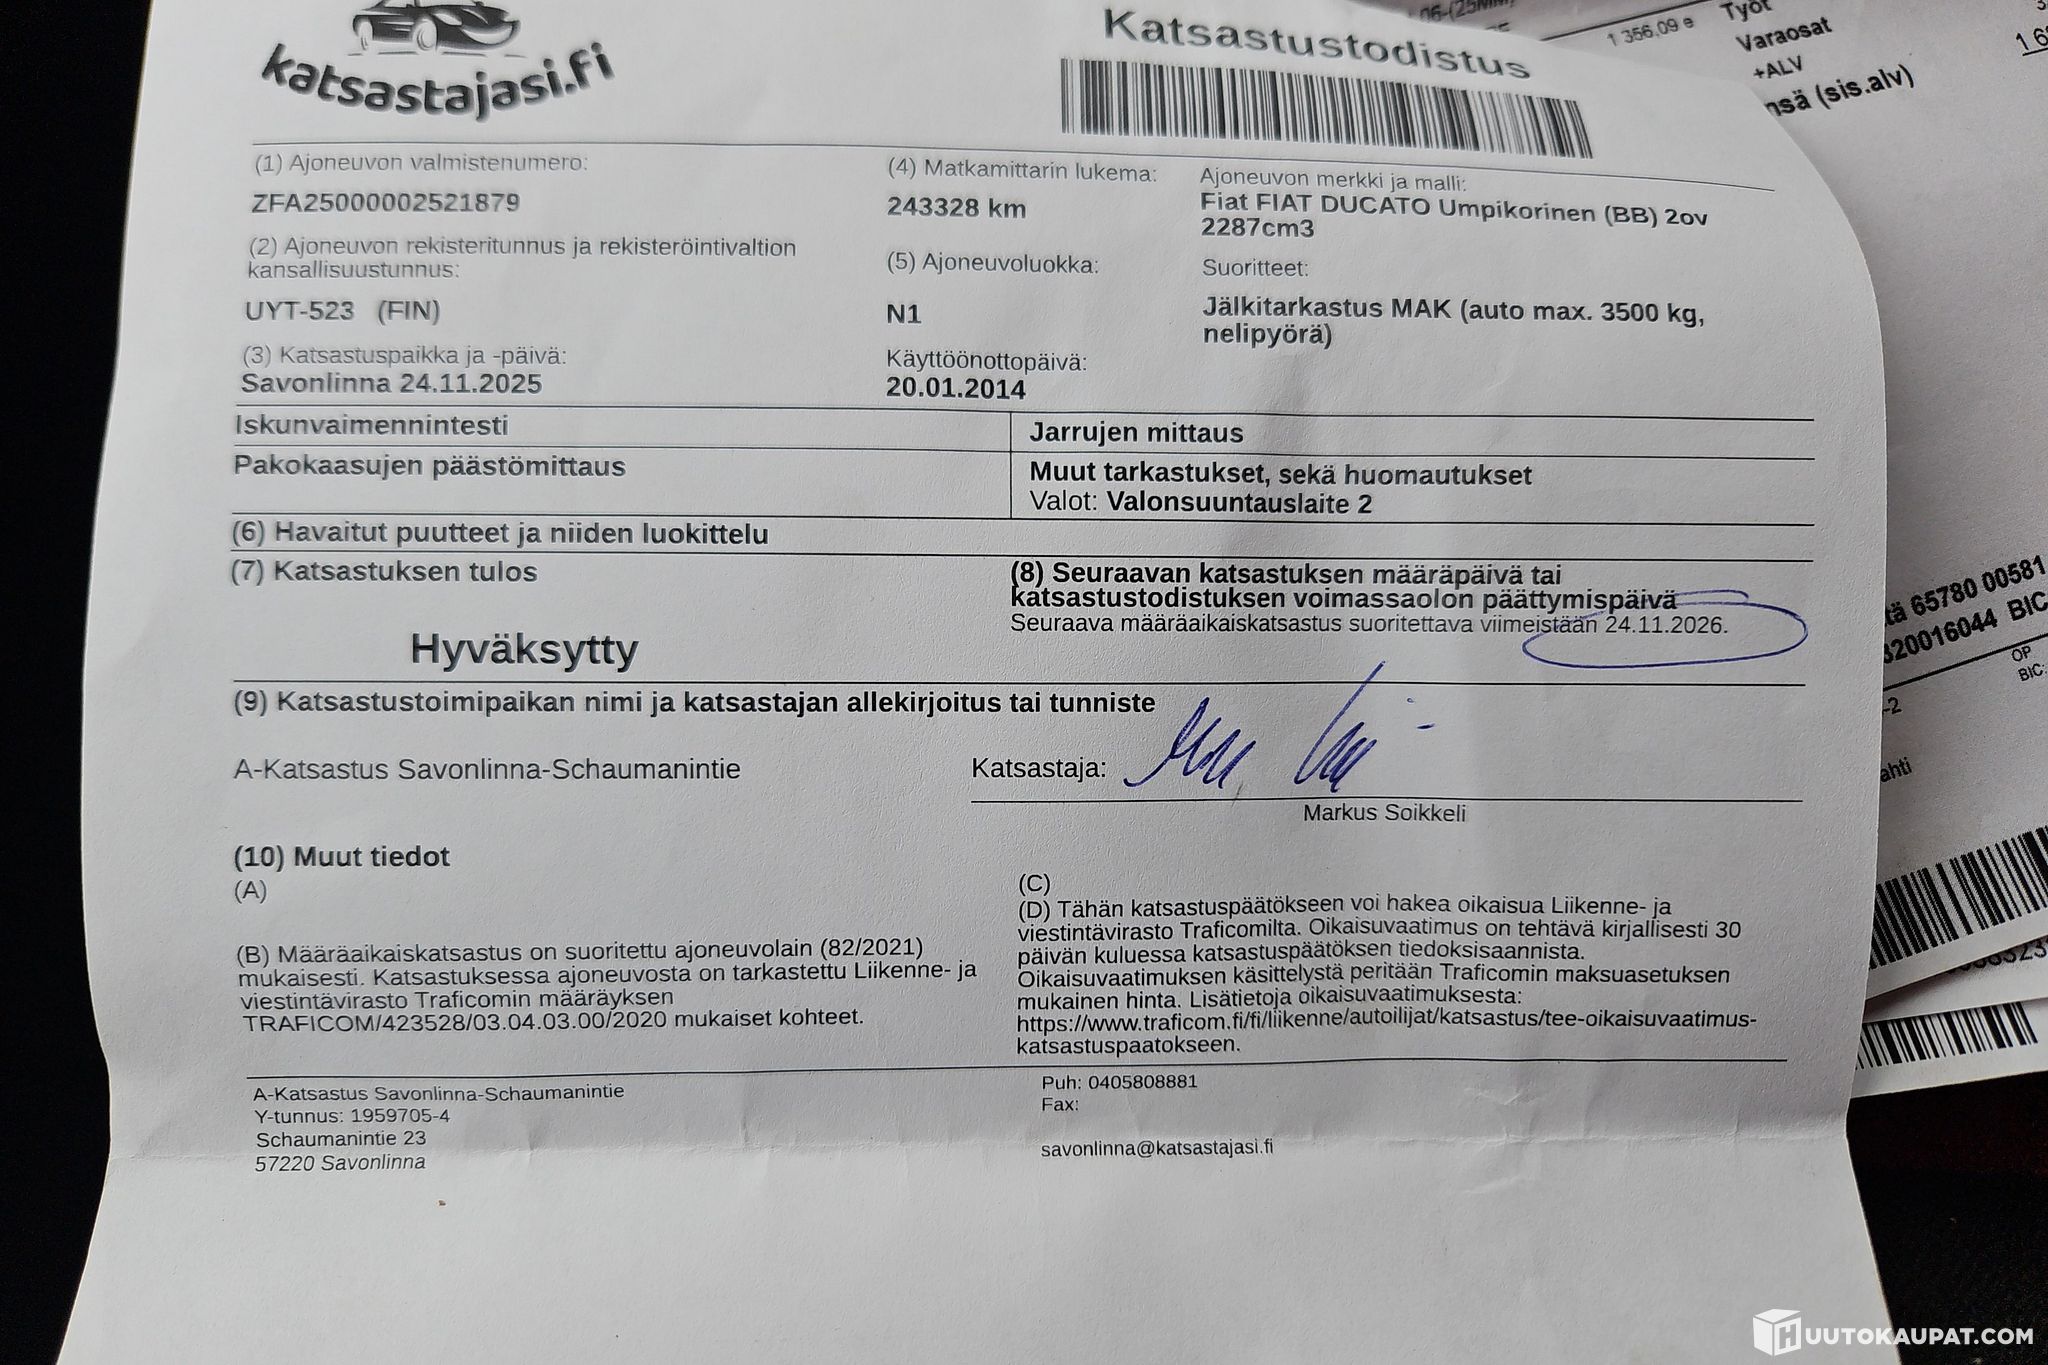 katsastajasi.fi
Katsastustodistus
(1) Ajoneuvon valmistenumero:
ZFA25000002521879
(2) Ajoneuvon rekisteritunnus ja rekisteröintivaltion
kansallisuustunnus:
UYT-523 (FIN)
(3) Katsastuspaikka ja -päivä:
Savonlinna 24.11.2025
(4) Matkamittarin lukema:
243328 km
(5) Ajoneuvoluokka:
N1
Käyttöönottopäivä:
20.01.2014
Ajoneuvon merkki ja malli:
Fiat FIAT DUCATO Umpikorinen (BB) 2ov
2287cm3
Suoritteet:
Jälkitarkastus MAK (auto max. 3500 kg,
nelipyörä)
Iskunvaimennintesti
Jarrujen mittaus
Pakokaasujen päästömittaus
Muut tarkastukset, sekä huomautukset
Valot: Valonsuuntauslaite 2
(6) Havaitut puutteet ja niiden luokittelu
(7) Katsastuksen tulos
Hyväksytty
(8) Seuraavan katsastuksen määräpäivä tai
katsastustodistuksen voimassaolon päättymispäivä
Seuraava määräaikaiskatsastus suoritettava viimeistään 24.11.2026.
(9) Katsastustoimipaikan nimi ja katsastajan allekirjoitus tai tunniste
A-Katsastus Savonlinna-Schaumanintie
Katsastaja:
Markus Soikkeli
(10) Muut tiedot
(A)
(B) Määräaikaiskatsastus on suoritettu ajoneuvolain (82/2021)
mukaisesti. Katsastuksessa ajoneuvosta on tarkastettu Liikenne- ja
viestintävirasto Traficomin määräyksen
TRAFICOM/423528/03.04.03.00/2020 mukaiset kohteet.
(C)
(D) Tähän katsastuspäätökseen voi hakea oikaisua Liikenne- ja
viestintävirasto Traficomilta. Oikaisuvaatimus on tehtävä kirjallisesti 30
päivän kuluessa katsastuspäätöksen tiedoksisaannista.
Oikaisuvaatimuksen käsittelystä peritään Traficomin maksuasetuksen
mukainen hinta. Lisätietoja oikaisuvaatimuksesta:
https://www.traficom.fi/fi/liikenne/autoilijat/katsastus/tee-oikaisuvaatimus-
katsastuspaatokseen.
A-Katsastus Savonlinna-Schaumanintie
Y-tunnus: 1959705-4
Schaumanintie 23
57220 Savonlinna
Puh: 0405808881
Fax:
savonlinna@katsastajasi.fi
1 356,09 e
Työt
Varaosat
+ALV
(sis.alv)
65780 00581
320016044 BIC
OP
BIC:
HUUTOKAUPAT.COM